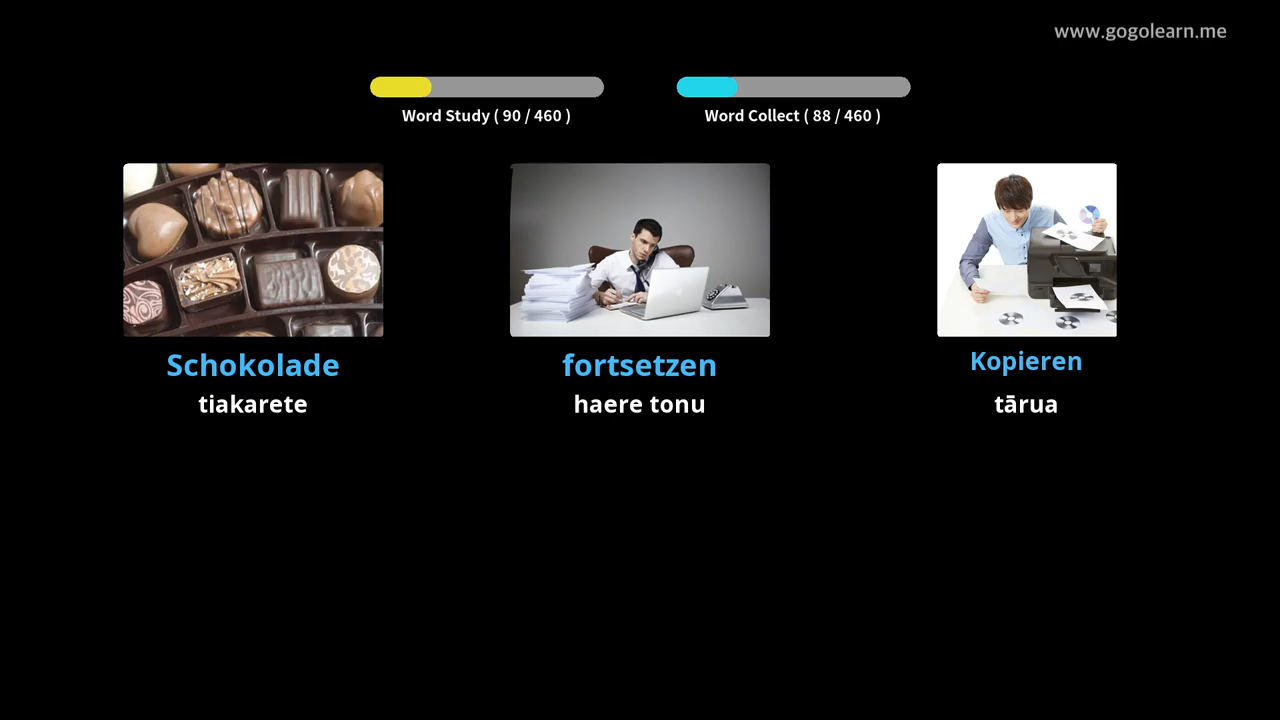 www.gogolearn.me
Word Study ( 90 / 460 )
Word Collect ( 88 / 460 )
Schokolade
fortsetzen
Kopieren
tiakarete
haere tonu
tārua